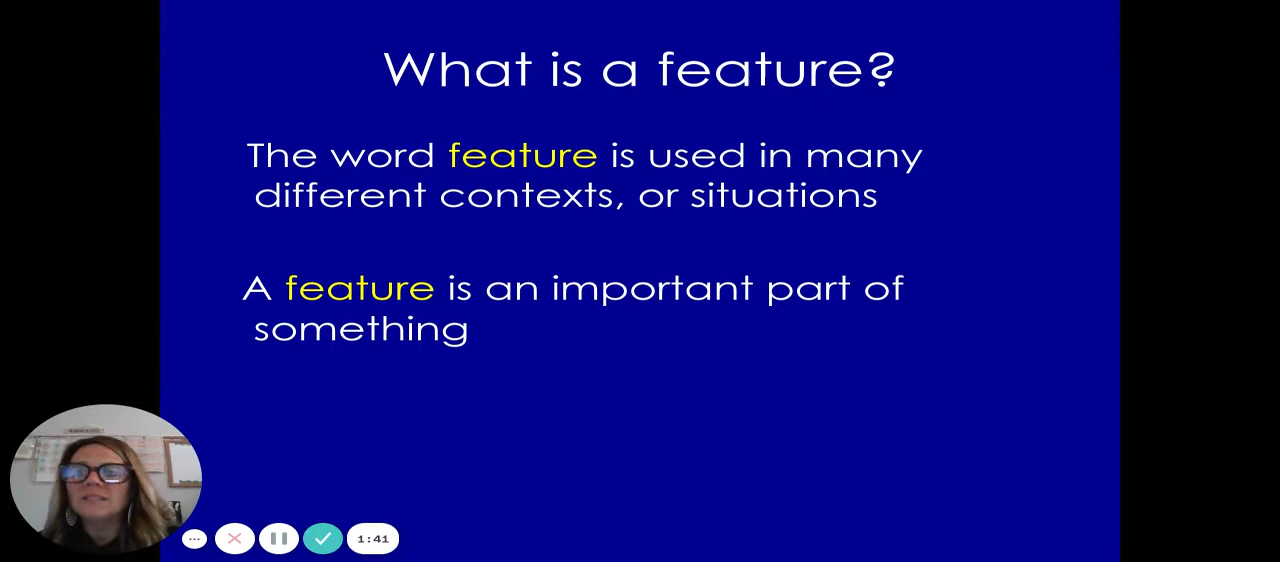 What is a feature?
The word feature is used in many
different contexts, or situations
A feature is an important part of
something
1:41